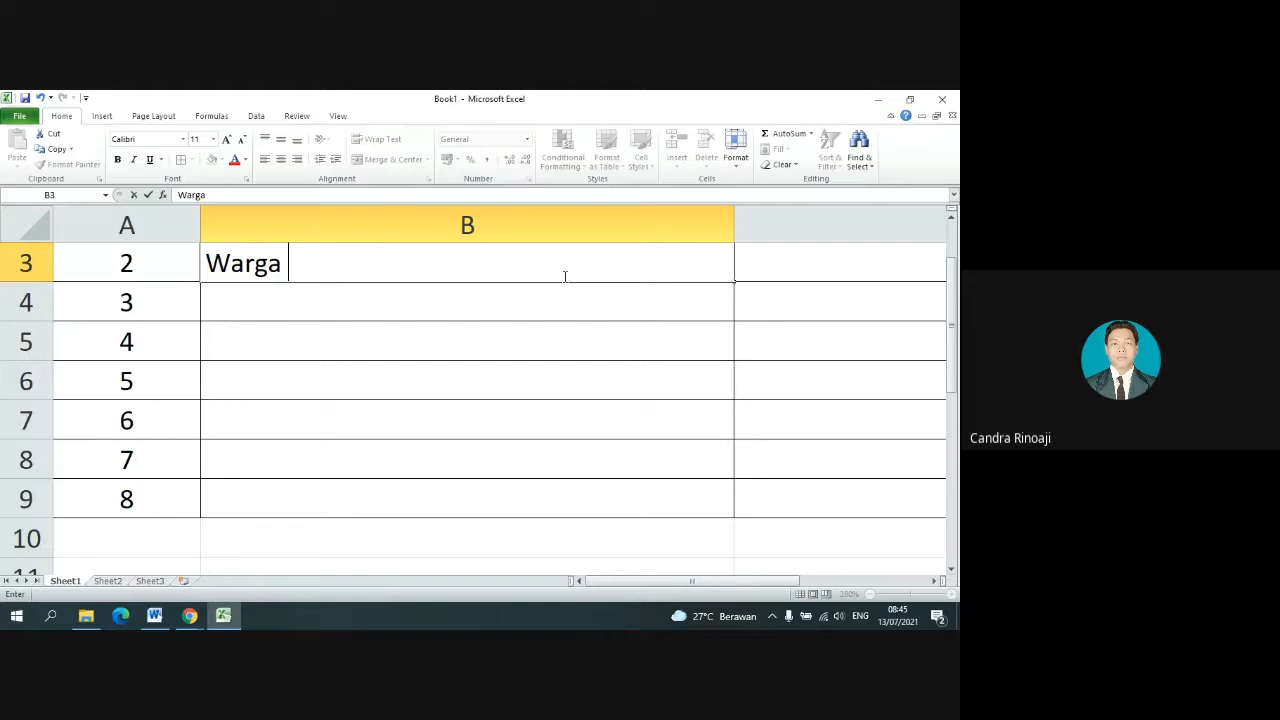 Book1 - Microsoft Excel
File Home Insert Page Layout Formulas Data Review View
Cut
Copy
Format Painter
Paste
Clipboard
Calibri 11
B I U
Font
Wrap Text
Merge & Center
Alignment
General
Number
Conditional Formatting
Format as Table
Cell Styles
Styles
Insert
Delete
Format
Cells
AutoSum
Fill
Clear
Sort & Filter
Find & Select
Editing
B3 fx Warga
A B
3 2 Warga
4 3
5 4
6 5
7 6
8 7
9 8
10
11
Sheet1 Sheet2 Sheet3
Enter 280%
27°C Berawan ENG 08:45
13/07/2021 2
Candra Rinoaji